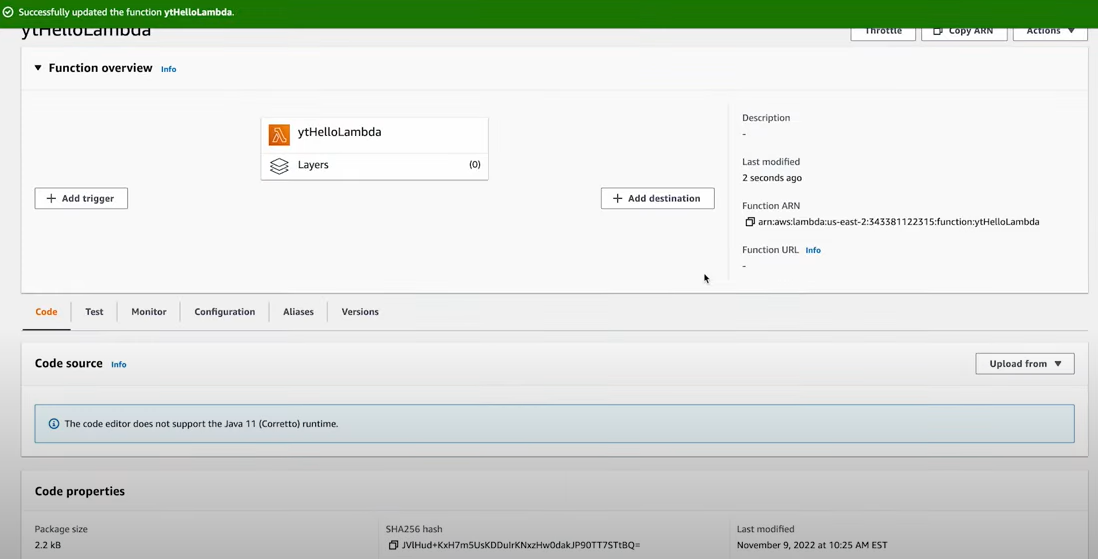 Successfully updated the function ytHelloLambda.
ytHelloLambda
Throttle
Copy ARN
Actions
Function overview
Info
ytHelloLambda
Layers
(0)
Add trigger
Add destination
Description
-
Last modified
2 seconds ago
Function ARN
arn:aws:lambda:us-east-2:343381122315:function:ytHelloLambda
Function URL Info
-
Code
Test
Monitor
Configuration
Aliases
Versions
Code source
Info
Upload from
The code editor does not support the Java 11 (Corretto) runtime.
Code properties
Package size
2.2 kB
SHA256 hash
Last modified
November 9, 2022 at 10:25 AM EST